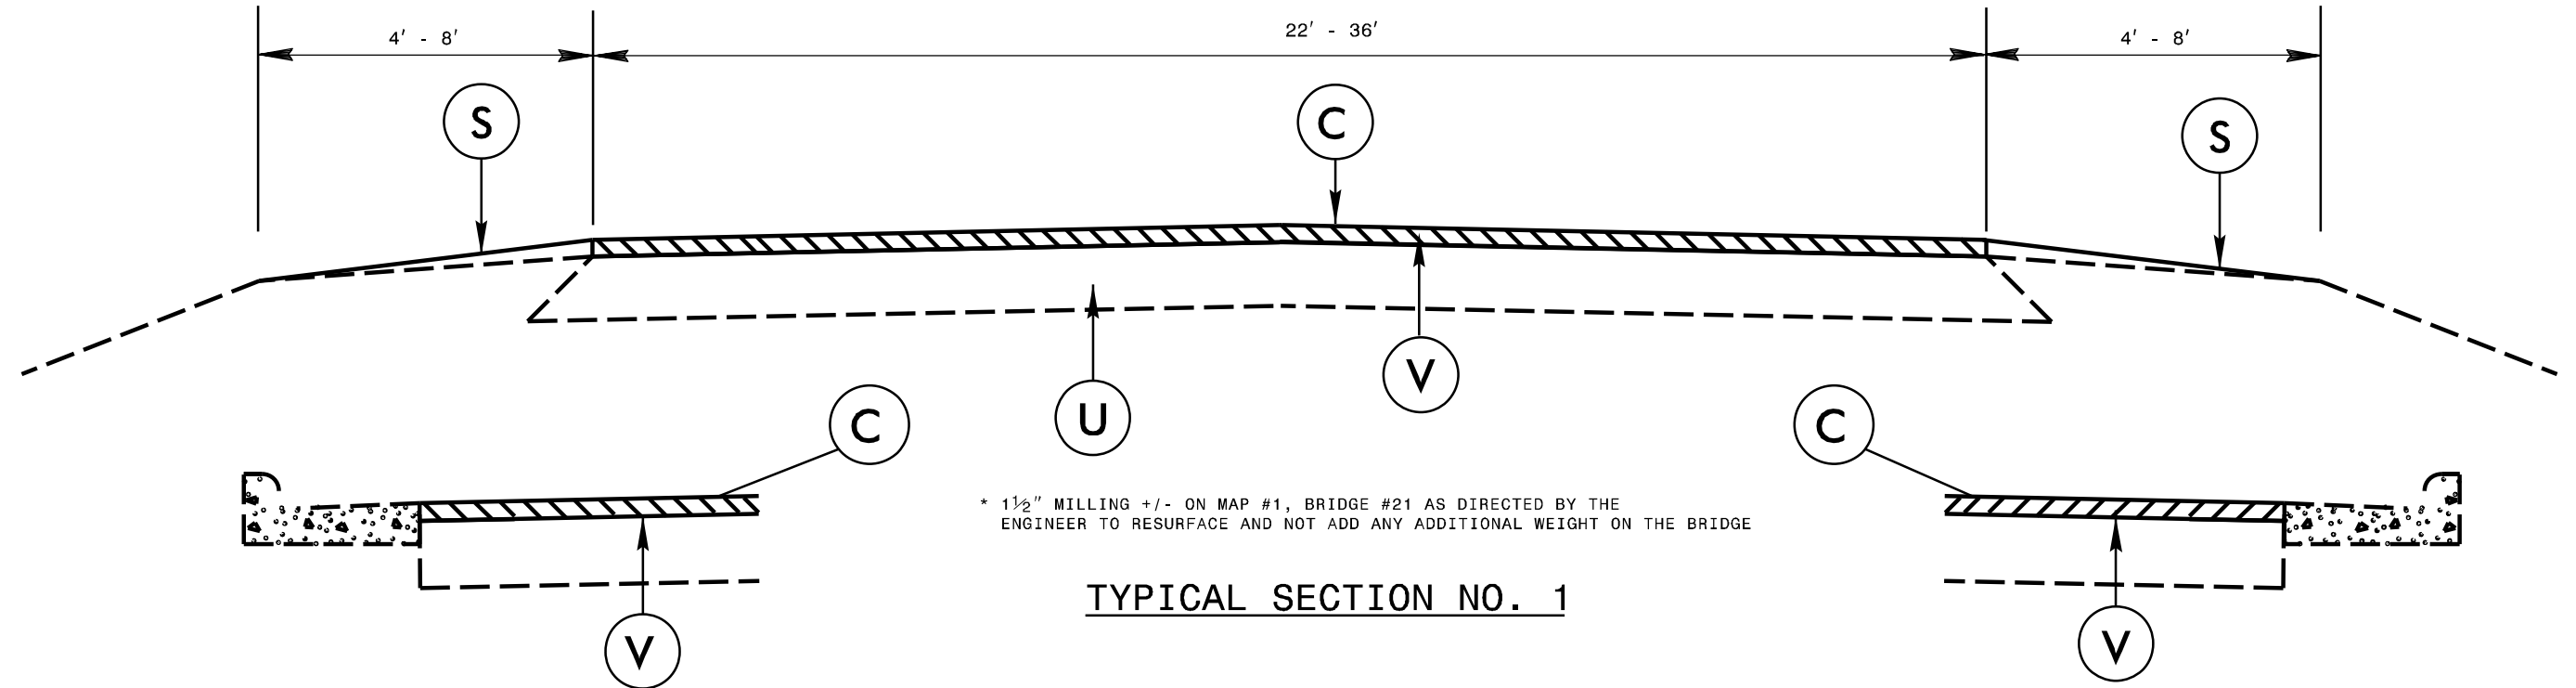 4' - 8'
22' - 36'
4' - 8'
S
C
S
V
U
C
C
* 1½" MILLING +/- ON MAP #1, BRIDGE #21 AS DIRECTED BY THE
ENGINEER TO RESURFACE AND NOT ADD ANY ADDITIONAL WEIGHT ON THE BRIDGE
TYPICAL SECTION NO. 1
V
V